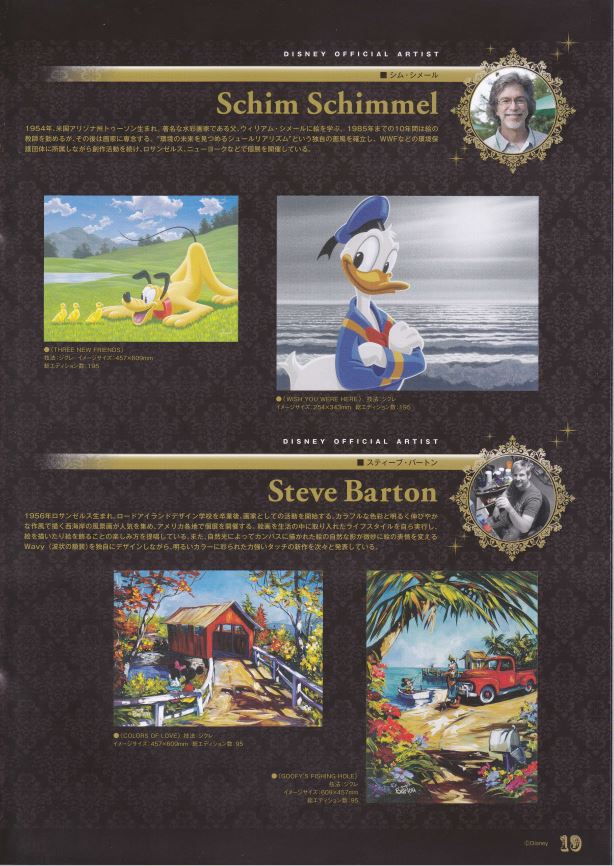 DISNEY OFFICIAL ARTIST
■ シム・シメール
Schim Schimmel
1954年、米国アリゾナ州トゥーソン生まれ。著名な水彩画家である父、ウィリアム・シメールに絵を学ぶ。1985年までの10年間は絵の
教師を勤めるが、その後は画家に専念する。“環境の未来を見つめるシュールリアリズム”という独自の画風を確立し、WWFなどの環境保
護団体に所属しながら創作活動を続け、ロサンゼルス、ニューヨークなどで個展を開催している。
●〈THREE NEW FRIENDS〉
技法：ジクレ イメージサイズ：457×609mm
総エディション数：195
●〈WISH YOU WERE HERE〉 技法：ジクレ
イメージサイズ：254×343mm 総エディション数：195
DISNEY OFFICIAL ARTIST
■ スティーブ・バートン
Steve Barton
1956年ロサンゼルス生まれ。ロードアイランドデザイン学校を卒業後、画家としての活動を開始する。カラフルな色彩と明るく伸びやか
な作風で描く西海岸の風景画が人気を集め、アメリカ各地で個展を開催する。絵画を生活の中に取り入れたライフスタイルを自ら実行し、
絵を描いたり絵を飾ることの楽しみ方を提唱している。また、自然光によってカンバスに描かれた絵の自然な影が微妙に絵の表情を変える
Wavy（波状の額装）を独自にデザインしながら、明るいカラーに彩られた力強いタッチの新作を次々と発表している。
●〈COLORS OF LOVE〉 技法：ジクレ
イメージサイズ：457×609mm 総エディション数：95
●〈GOOFY'S FISHING HOLE〉
技法：ジクレ
イメージサイズ：609×457mm
総エディション数：95
Barton
©Disney
19